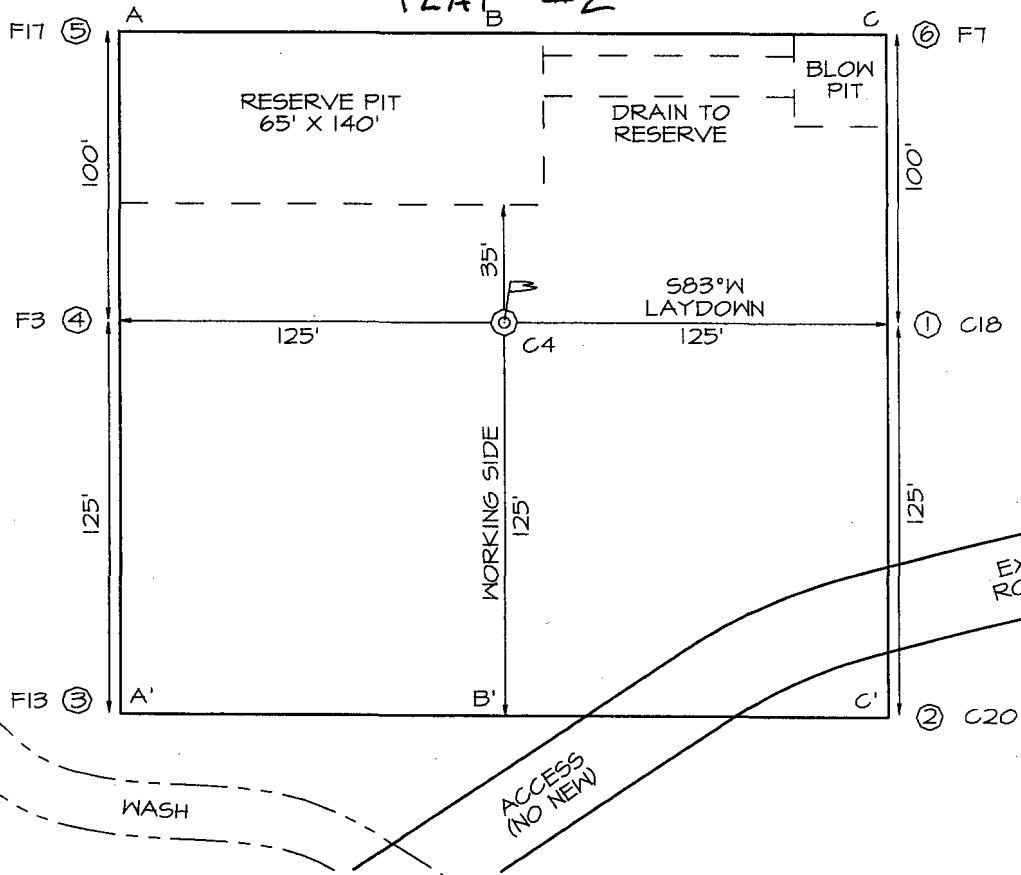 PLAT #2
A
B
C
F17 5
6 F7
RESERVE PIT
65' X 140'
BLOW
PIT
DRAIN TO
RESERVE
100'
100'
35'
S83°W
LAYDOWN
F3 4
125'
125'
1 C18
C4
125'
WORKING SIDE
125'
125'
F13 3
A'
B'
C'
2 C20
ACCESS
(NO NEW)
WASH